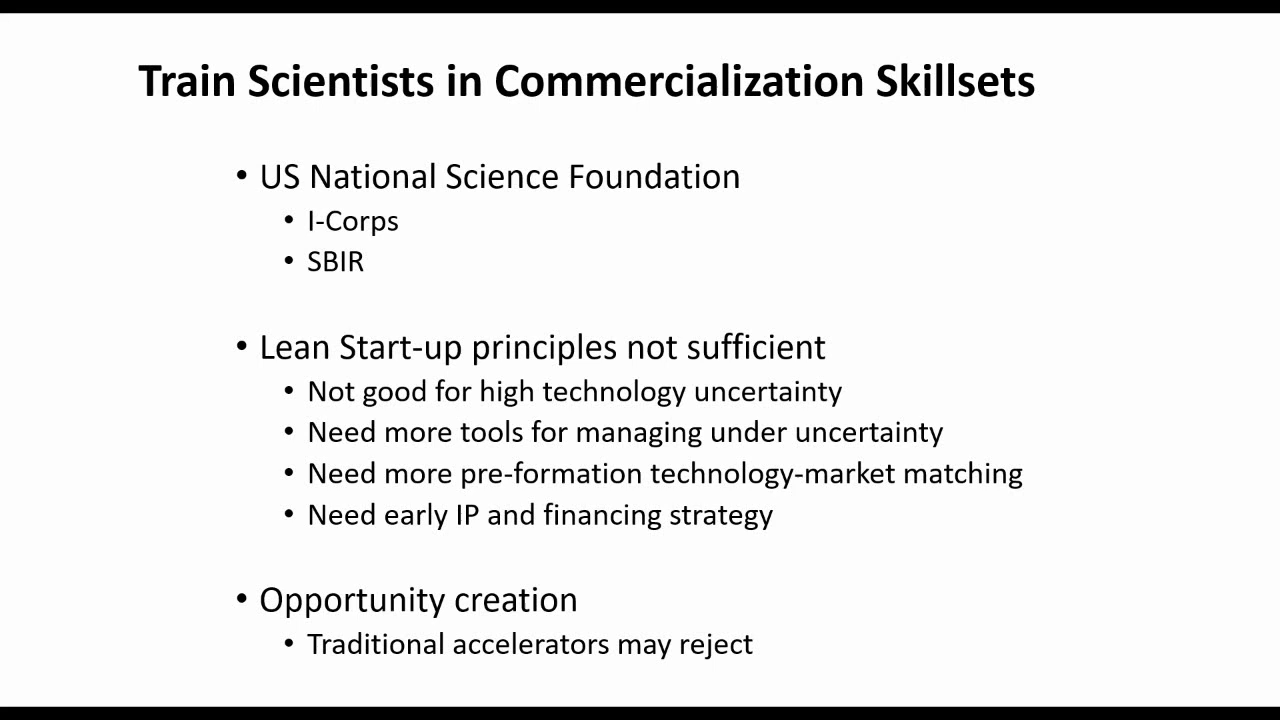 Train Scientists in Commercialization Skillsets
• US National Science Foundation
• I-Corps
• SBIR
• Lean Start-up principles not sufficient
• Not good for high technology uncertainty
• Need more tools for managing under uncertainty
• Need more pre-formation technology-market matching
• Need early IP and financing strategy
• Opportunity creation
• Traditional accelerators may reject